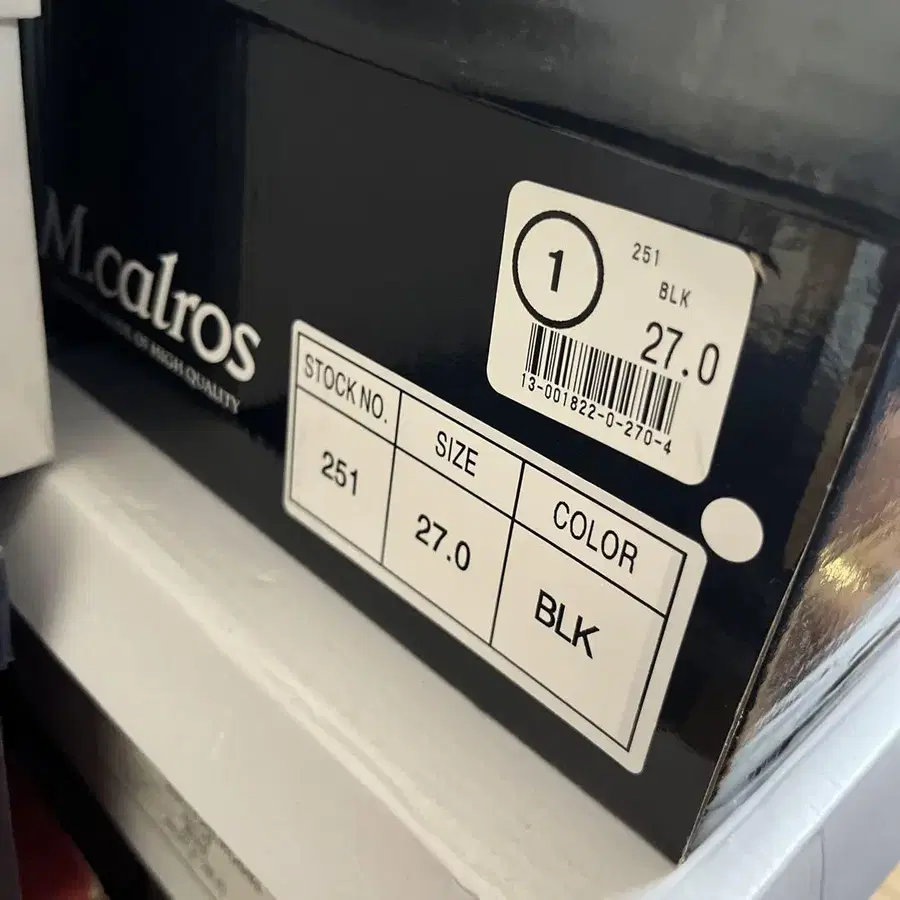 M.calros
OF HIGH QUALITY
1
251
BLK
27.0
13-001822-0-270-4
STOCK NO.
SIZE
COLOR
251
27.0
BLK